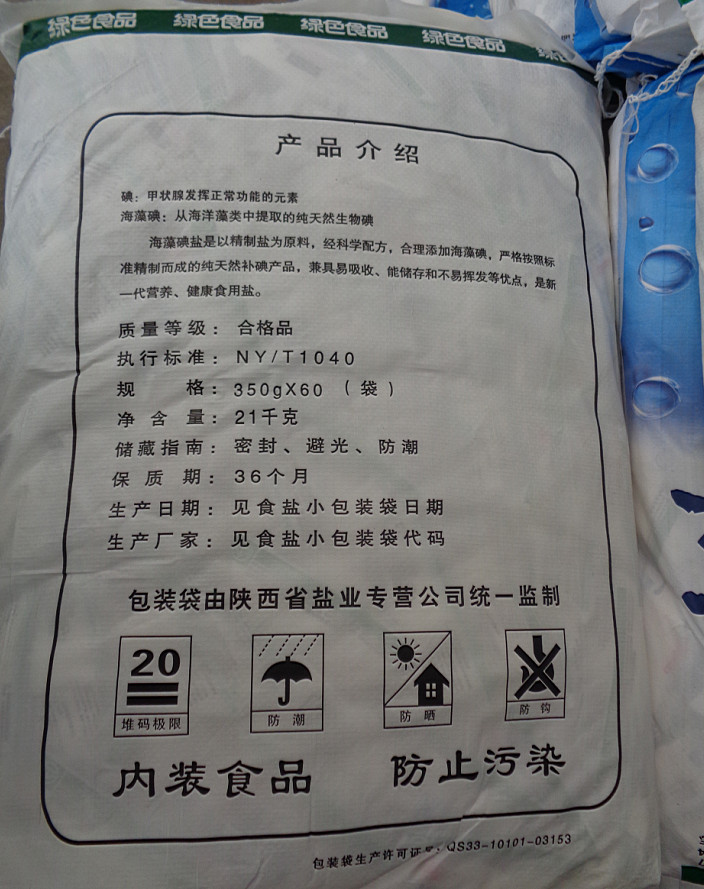 绿色食品 绿色食品 绿色食品 绿色食品 绿色
产品介绍
碘：甲状腺发挥正常功能的元素
海藻碘：从海洋藻类中提取的纯天然生物碘
海藻碘盐是以精制盐为原料，经科学配方，合理添加海藻碘，严格按照标
准精制而成的纯天然补碘产品，兼具易吸收、能储存和不易挥发等优点，是新
一代营养、健康食用盐。
质量等级：合格品
执行标准：NY/T1040
规格：350gX60（袋）
净含量：21千克
储藏指南：密封、避光、防潮
保质期：36个月
生产日期：见食盐小包装袋日期
生产厂家：见食盐小包装袋代码
包装袋由陕西省盐业专营公司统一监制
20
堆码极限 防潮 防晒 防钩
内装食品 防止污染
包装袋生产许可证号：QS33-10101-03153